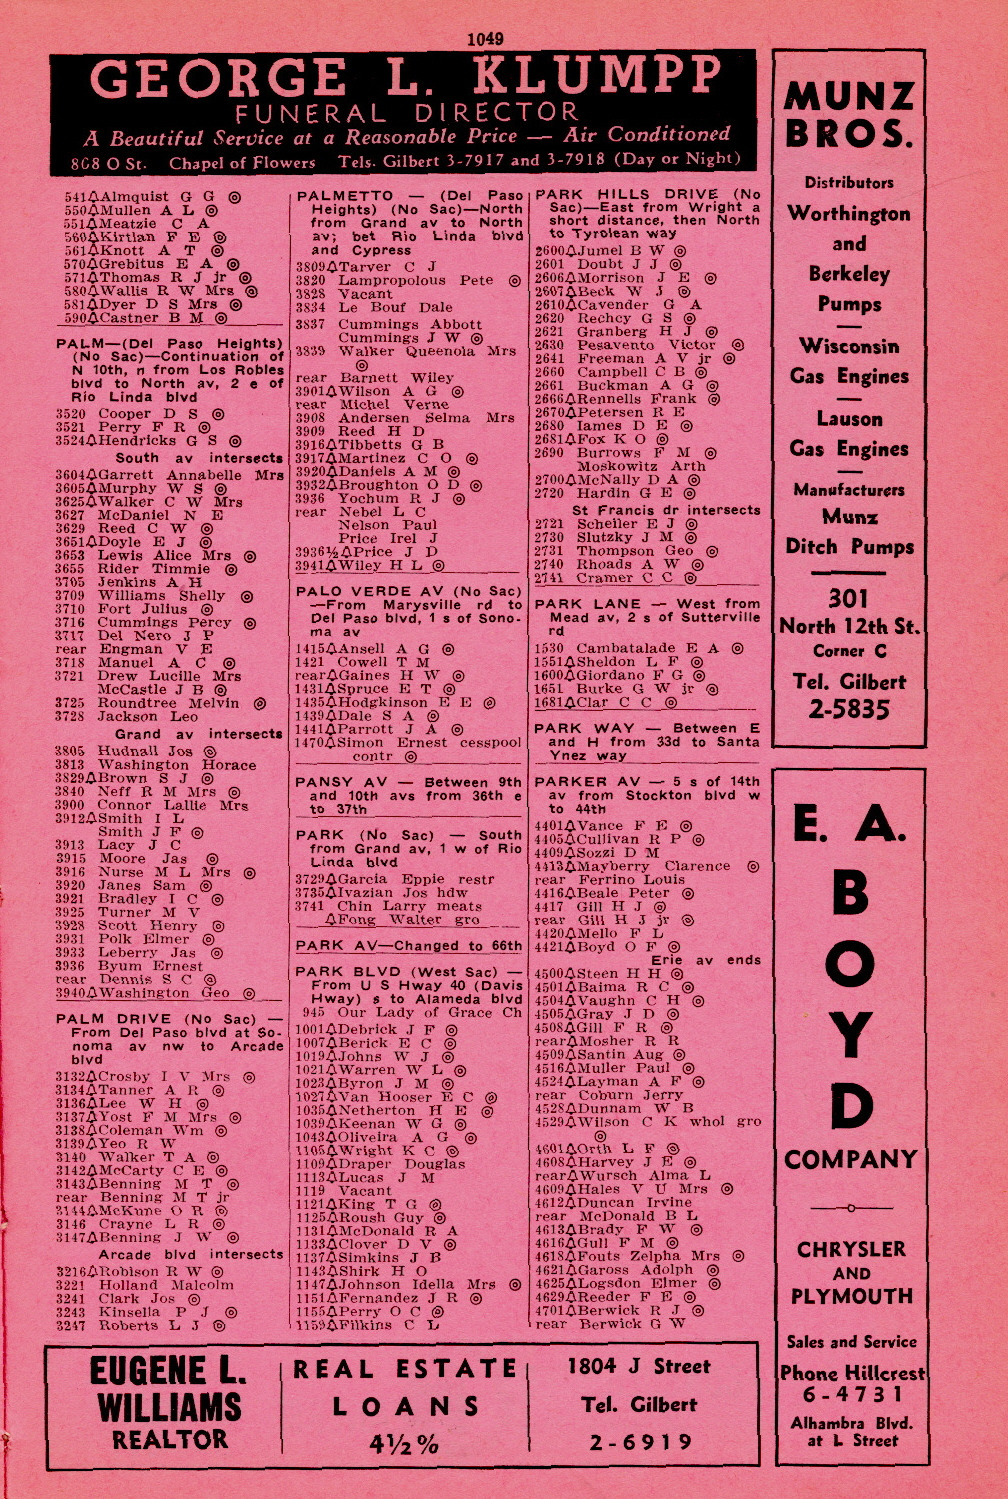 1049
GEORGE L. KLUMPP
FUNERAL DIRECTOR
A Beautiful Service at a Reasonable Price — Air Conditioned
808 O St. Chapel of Flowers Tels. Gilbert 3-7917 and 3-7918 (Day or Night)
541△Almquist G G ◎
550△Mullen A L ◎
551△Meatzie C A
560△Kirtlan F E ◎
561△Knott A T ◎
570△Grebitus E A ◎
571△Thomas R J jr ◎
580△Wallis R W Mrs ◎
581△Dyer D S Mrs ◎
590△Castner B M ◎
PALM—(Del Paso Heights)
(No Sac)—Continuation of
N 10th, n from Los Robles
blvd to North av, 2 e of
Rio Linda blvd
3520 Cooper D S ◎
3521 Perry F R ◎
3524△Hendricks G S ◎
South av intersects
3604△Garrett Annabelle Mrs
3605△Murphy W S ◎
3625△Walker C W Mrs
3627 McDaniel N E
3629 Reed C W ◎
3651△Doyle E J ◎
3653 Lewis Alice Mrs ◎
3655 Rider Timmie ◎
3705 Jenkins A H
3709 Williams Shelly ◎
3710 Fort Julius ◎
3716 Cummings Percy ◎
3717 Del Nero J P
rear Engman V E
3718 Manuel A C ◎
3721 Drew Lucille Mrs
McCastle J B ◎
3725 Roundtree Melvin ◎
3728 Jackson Leo
Grand av intersects
3805 Hudnall Jos ◎
3813 Washington Horace
3829△Brown S J ◎
3840 Neff R M Mrs ◎
3900 Connor Lallie Mrs
3912△Smith I L
Smith J F ◎
3913 Lacy J C
3915 Moore Jas ◎
3916 Nurse M L Mrs ◎
3920 Janes Sam ◎
3921 Bradley I C ◎
3925 Turner M V
3928 Scott Henry ◎
3931 Polk Elmer ◎
3933 Leberry Jas ◎
3936 Byum Ernest
rear Dennis S C ◎
3940△Washington Geo ◎
PALM DRIVE (No Sac) —
From Del Paso blvd at So-
noma av nw to Arcade
blvd
3132△Crosby I V Mrs ◎
3134△Tanner A R ◎
3136△Lee W H ◎
3137△Yost F M Mrs ◎
3138△Coleman Wm ◎
3139△Yeo R W
3140 Walker T A ◎
3142△McCarty C E ◎
3143△Benning M T ◎
rear Benning M T jr
3144△McKune O R ◎
3146 Crayne L R ◎
3147△Benning J W ◎
Arcade blvd intersects
3216△Robison R W ◎
3221 Holland Malcolm
3241 Clark Jos ◎
3243 Kinsella P J ◎
3247 Roberts L J ◎
PALMETTO — (Del Paso
Heights) (No Sac)—North
from Grand av to North
av; bet Rio Linda blvd
and Cypress
3809△Tarver C J
3820 Lampropolous Pete ◎
3828 Vacant
3834 Le Bouf Dale
3837 Cummings Abbott
Cummings J W ◎
3839 Walker Queenola Mrs
◎
rear Barnett Wiley
3901△Wilson A G ◎
rear Michel Verne
3908 Andersen Selma Mrs
3909 Reed H D
3916△Tibbetts G B
3917△Martinez C O ◎
3920△Daniels A M ◎
3932△Broughton O D ◎
3936 Yochum R J ◎
rear Nebel L C
Nelson Paul
Price Irel J
3936½△Price J D
3941△Wiley H L ◎
PALO VERDE AV (No Sac)
—From Marysville rd to
Del Paso blvd, 1 s of Sono-
ma av
1415△Ansell A G ◎
1421 Cowell T M
rear△Gaines H W ◎
1431△Spruce E T ◎
1435△Hodgkinson E E ◎
1439△Dale S A ◎
1441△Parrott J A ◎
1470△Simon Ernest cesspool
contr ◎
PANSY AV — Between 9th
and 10th avs from 36th e
to 37th
PARK (No Sac) — South
from Grand av, 1 w of Rio
Linda blvd
3729△Garcia Eppie restr
3735△Ivazian Jos hdw
3741 Chin Larry meats
△Fong Walter gro
PARK AV—Changed to 66th
PARK BLVD (West Sac) —
From U S Hway 40 (Davis
Hway) s to Alameda blvd
945 Our Lady of Grace Ch
1001△Debrick J F ◎
1007△Berick E C ◎
1019△Johns W J ◎
1021△Warren W L ◎
1023△Byron J M ◎
1027△Van Hooser E C ◎
1035△Netherton H E ◎
1039△Keenan W G ◎
1043△Oliveira A G ◎
1105△Wright K C ◎
1109△Draper Douglas
1113△Lucas J M
1119 Vacant
1121△King T G ◎
1125△Roush Guy ◎
1131△McDonald R A
1133△Clover D V ◎
1137△Simkins J B
1143△Shirk H O
1147△Johnson Idella Mrs ◎
1151△Fernandez J R ◎
1155△Perry O C ◎
1159△Filkins C L
PARK HILLS DRIVE (No
Sac)—East from Wright a
short distance, then North
to Tyrolean way
2600△Jumel B W ◎
2601 Doubt J J ◎
2606△Morrison J E ◎
2607△Beck W J ◎
2610△Cavender G A
2620 Rechcy G S ◎
2621 Granberg H J ◎
2630 Pesavento Victor ◎
2641 Freeman A V jr ◎
2660 Campbell C B ◎
2661 Buckman A G ◎
2666△Rennells Frank ◎
2670△Petersen R E
2680 Iames D E ◎
2681△Fox K O ◎
2690 Burrows F M ◎
Moskowitz Arth
2700△McNally D A ◎
2720 Hardin G E ◎
St Francis dr intersects
2721 Scheiler E J ◎
2730 Slutzky J M ◎
2731 Thompson Geo ◎
2740 Rhoads A W ◎
2741 Cramer C C ◎
PARK LANE — West from
Mead av, 2 s of Sutterville
rd
1530 Cambatalade E A ◎
1551△Sheldon L F ◎
1600△Giordano F G ◎
1651 Burke G W jr ◎
1681△Clar C C ◎
PARK WAY — Between E
and H from 33d to Santa
Ynez way
PARKER AV — 5 s of 14th
av from Stockton blvd w
to 44th
4401△Vance F E ◎
4405△Cullivan R P ◎
4409△Sozzi D M
4413△Mayberry Clarence ◎
rear Ferrino Louis
4416△Beale Peter ◎
4417 Gill H J ◎
rear Gill H J jr ◎
4420△Mello F L
4421△Boyd O F ◎
Erie av ends
4500△Steen H H ◎
4501△Baima R C ◎
4504△Vaughn C H ◎
4505△Gray J D ◎
4508△Gill F R ◎
rear△Mosher R R
4509△Santin Aug ◎
4516△Muller Paul ◎
4524△Layman A F ◎
rear Coburn Jerry
4528△Dunnam W B
4529△Wilson C K whol gro
◎
4601△Orth L F ◎
4608△Harvey J E ◎
rear△Wursch Alma L
4609△Hales V U Mrs ◎
4612△Duncan Irvine
rear McDonald B L
4613△Brady F W ◎
4616△Gull F M ◎
4618△Fouts Zelpha Mrs ◎
4621△Gaross Adolph ◎
4625△Logsdon Elmer ◎
4629△Reeder F E ◎
4701△Berwick R J ◎
rear Berwick G W
MUNZ
BROS.
Distributors
Worthington
and
Berkeley
Pumps
Wisconsin
Gas Engines
Lauson
Gas Engines
Manufacturers
Munz
Ditch Pumps
301
North 12th St.
Corner C
Tel. Gilbert
2-5835
E. A.
B
O
Y
D
COMPANY
CHRYSLER
AND
PLYMOUTH
Sales and Service
Phone Hillcrest
6-4731
Alhambra Blvd.
at L Street
EUGENE L.
WILLIAMS
REALTOR
REAL ESTATE
LOANS
4½%
1804 J Street
Tel. Gilbert
2-6919